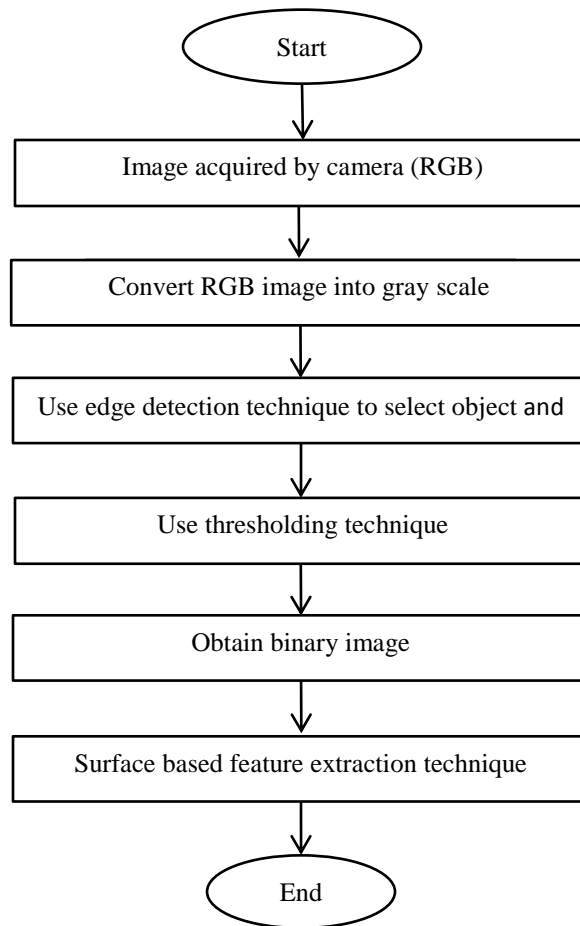 Start
Image acquired by camera (RGB)
Convert RGB image into gray scale
Use edge detection technique to select object and
Use thresholding technique
Obtain binary image
Surface based feature extraction technique
End